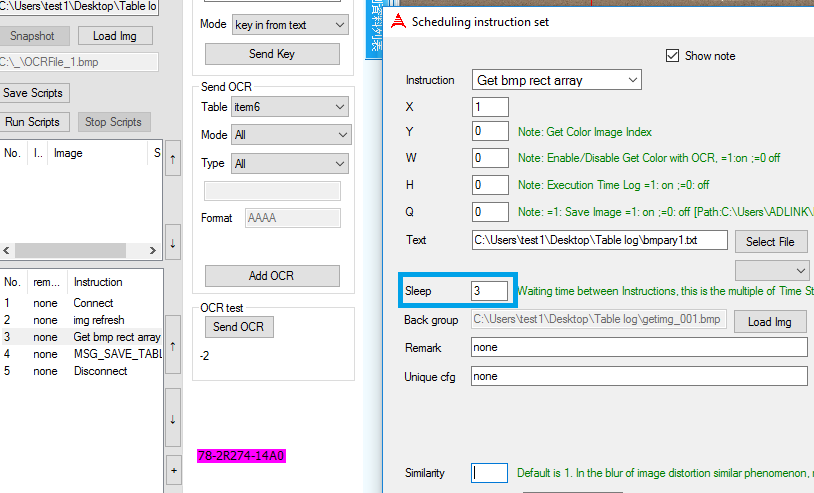 C:\Users\test1\Desktop\Table lo
Snapshot Load Img
C:\_\OCRFile_1.bmp
Save Scripts
Run Scripts Stop Scripts
No. I.. Image S
No. rem... Instruction
1 none Connect
2 none img refresh
3 none Get bmp rect array
4 none MSG_SAVE_TABL
5 none Disconnect
+
Mode key in from text
Send Key
Send OCR
Table item6
Mode All
Type All
Format AAAA
Add OCR
OCR test
Send OCR
-2
78-2R274-14A0
Scheduling instruction set
Show note
Instruction Get bmp rect array
X 1
Y 0 Note: Get Color Image Index
W 0 Note: Enable/Disable Get Color with OCR, =1:on ;=0 off
H 0 Note: Execution Time Log =1: on ;=0: off
Q 0 Note: =1: Save Image =1: on ;=0: off [Path:C:\Users\ADLINK\
Text C:\Users\test1\Desktop\Table log\bmpary1.txt Select File
Sleep 3 Waiting time between Instructions, this is the multiple of Time St
Back group C:\Users\test1\Desktop\Table log\getimg_001.bmp Load Img
Remark none
Unique cfg none
Similarity Default is 1. In the blur of image distortion similar phenomenon,